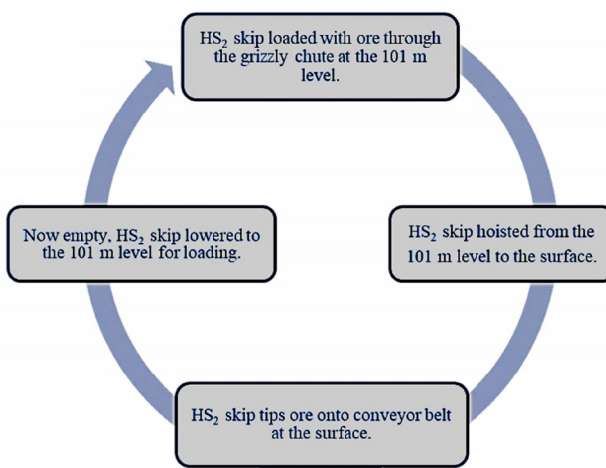 HS₂ skip loaded with ore through
the grizzly chute at the 101 m
level.
HS₂ skip hoisted from the
101 m level to the surface.
HS₂ skip tips ore onto conveyor belt
at the surface.
Now empty, HS₂ skip lowered to
the 101 m level for loading.